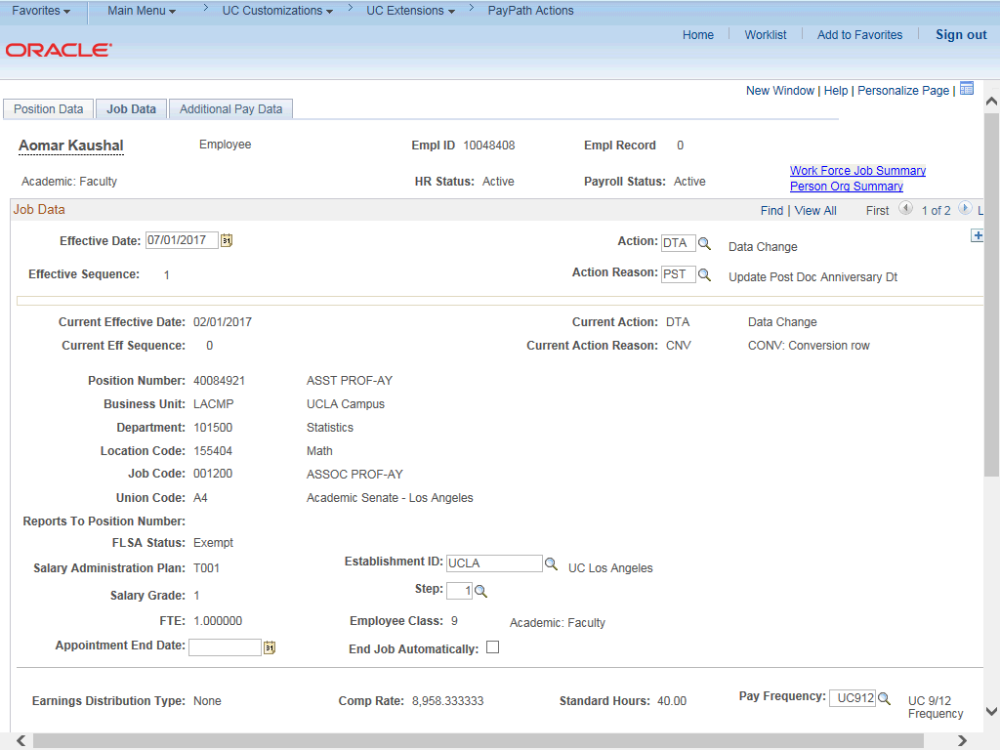 Favorites Main Menu > UC Customizations > UC Extensions > PayPath Actions
Home Worklist Add to Favorites Sign out
ORACLE
New Window | Help | Personalize Page |
Position Data Job Data Additional Pay Data
Aomar Kaushal Employee Empl ID 10048408 Empl Record 0
Academic: Faculty HR Status: Active Payroll Status: Active
Work Force Job Summary
Person Org Summary
Job Data Find | View All First 1 of 2 L
Effective Date: 07/01/2017 Action: DTA Data Change
Effective Sequence: 1 Action Reason: PST Update Post Doc Anniversary Dt
Current Effective Date: 02/01/2017 Current Action: DTA Data Change
Current Eff Sequence: 0 Current Action Reason: CNV CONV: Conversion row
Position Number: 40084921 ASST PROF-AY
Business Unit: LACMP UCLA Campus
Department: 101500 Statistics
Location Code: 155404 Math
Job Code: 001200 ASSOC PROF-AY
Union Code: A4 Academic Senate - Los Angeles
Reports To Position Number:
FLSA Status: Exempt
Salary Administration Plan: T001 Establishment ID: UCLA UC Los Angeles
Salary Grade: 1 Step: 1
FTE: 1.000000 Employee Class: 9 Academic: Faculty
Appointment End Date: End Job Automatically:
Earnings Distribution Type: None Comp Rate: 8,958.333333 Standard Hours: 40.00 Pay Frequency: UC912 UC 9/12
Frequency